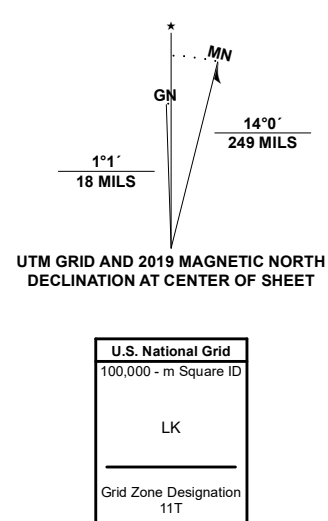 ★
MN
GN
14°0´
249 MILS
1°1´
18 MILS
UTM GRID AND 2019 MAGNETIC NORTH
DECLINATION AT CENTER OF SHEET
U.S. National Grid
100,000 - m Square ID
LK
Grid Zone Designation
11T